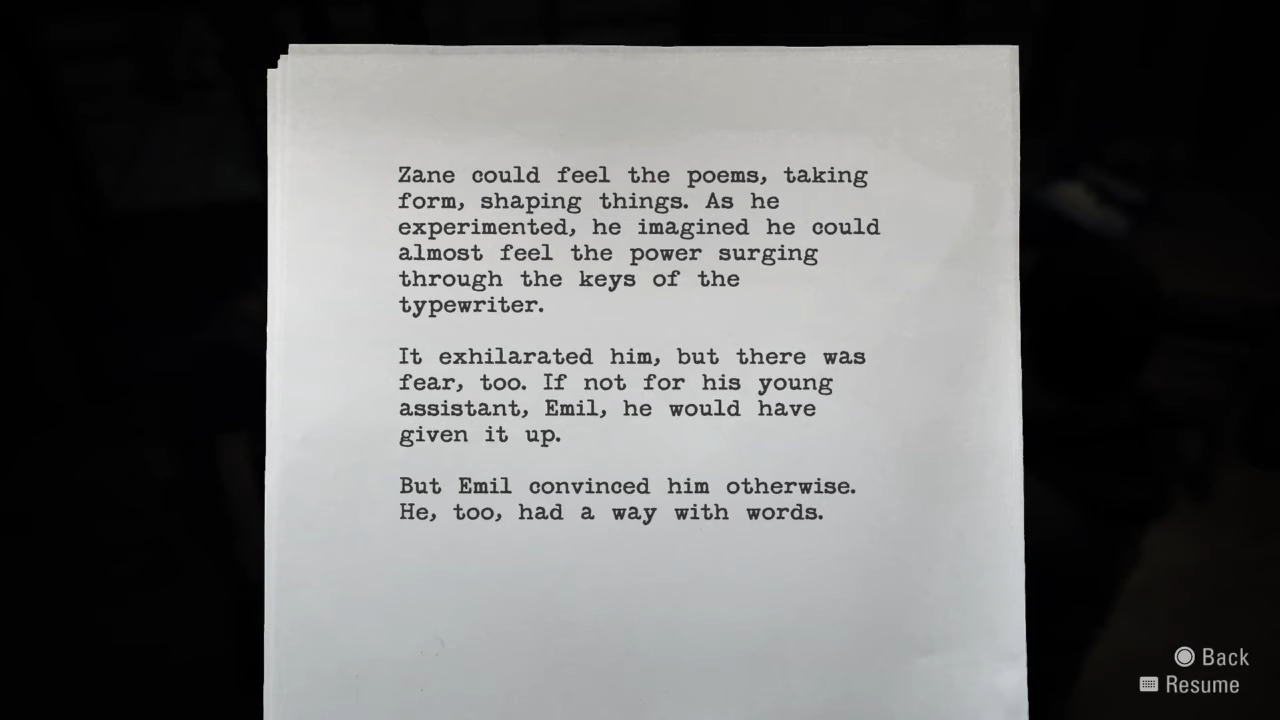 Zane could feel the poems, taking
form, shaping things. As he
experimented, he imagined he could
almost feel the power surging
through the keys of the
typewriter.
It exhilarated him, but there was
fear, too. If not for his young
assistant, Emil, he would have
given it up.
But Emil convinced him otherwise.
He, too, had a way with words.
Back
Resume